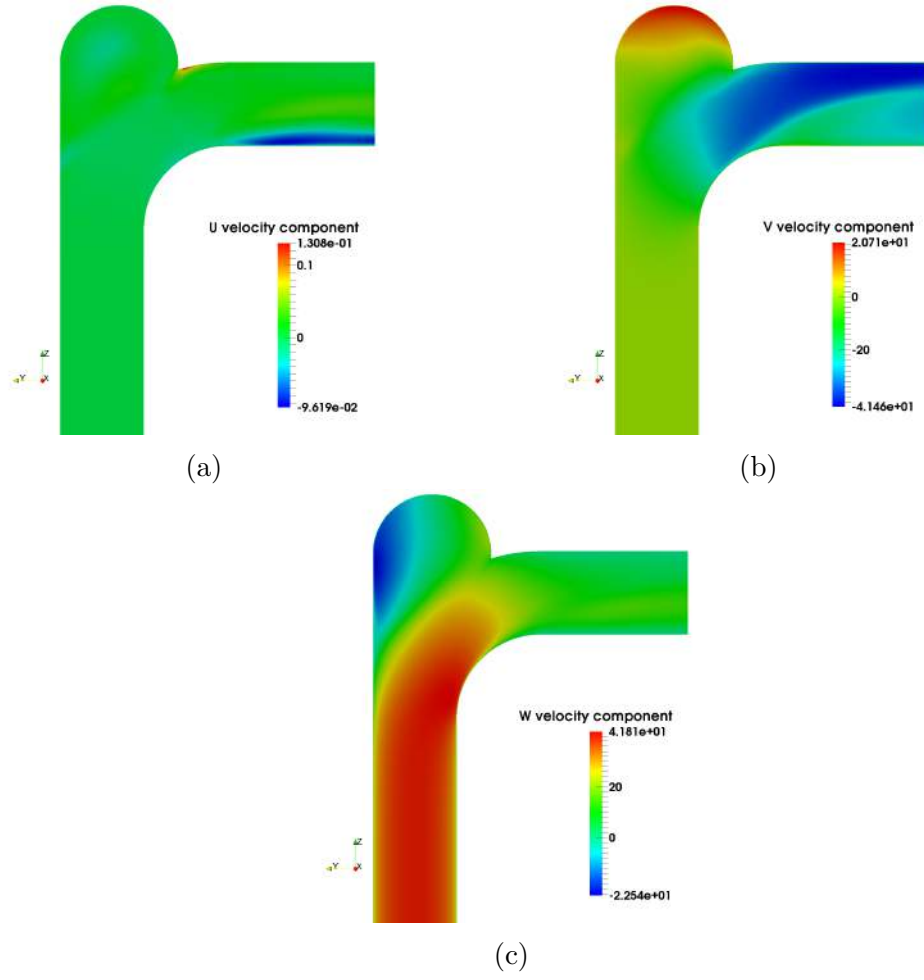 U velocity component
1.308e-01
0.1
0
-9.619e-02
Z
Y
X
(a)
V velocity component
2.071e+01
0
-20
-4.146e+01
Z
Y
X
(b)
W velocity component
4.181e+01
20
0
-2.254e+01
Z
Y
X
(c)